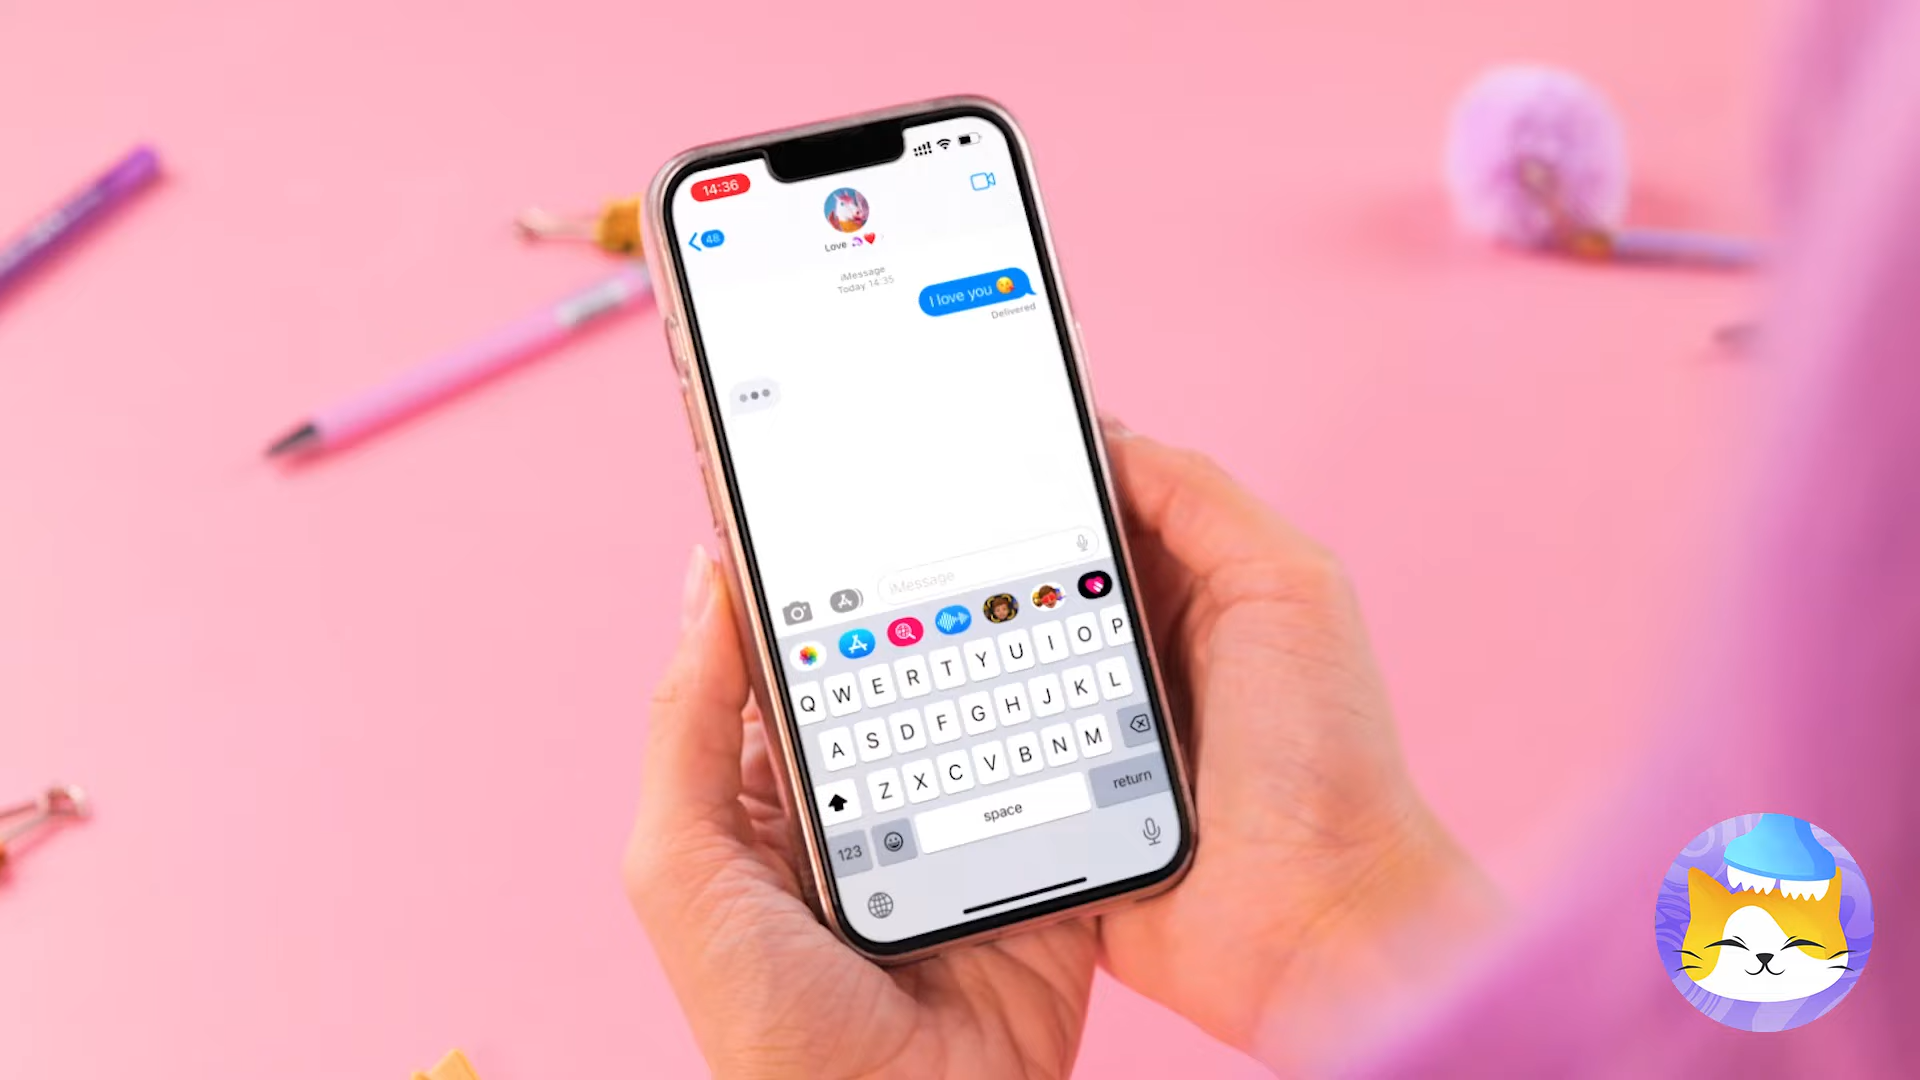 14:36
48
Love 🦄❤️
iMessage
Today 14:35
I love you 😘
Delivered
iMessage
Q W E R T Y U I O P
A S D F G H J K L
Z X C V B N M
123 space return